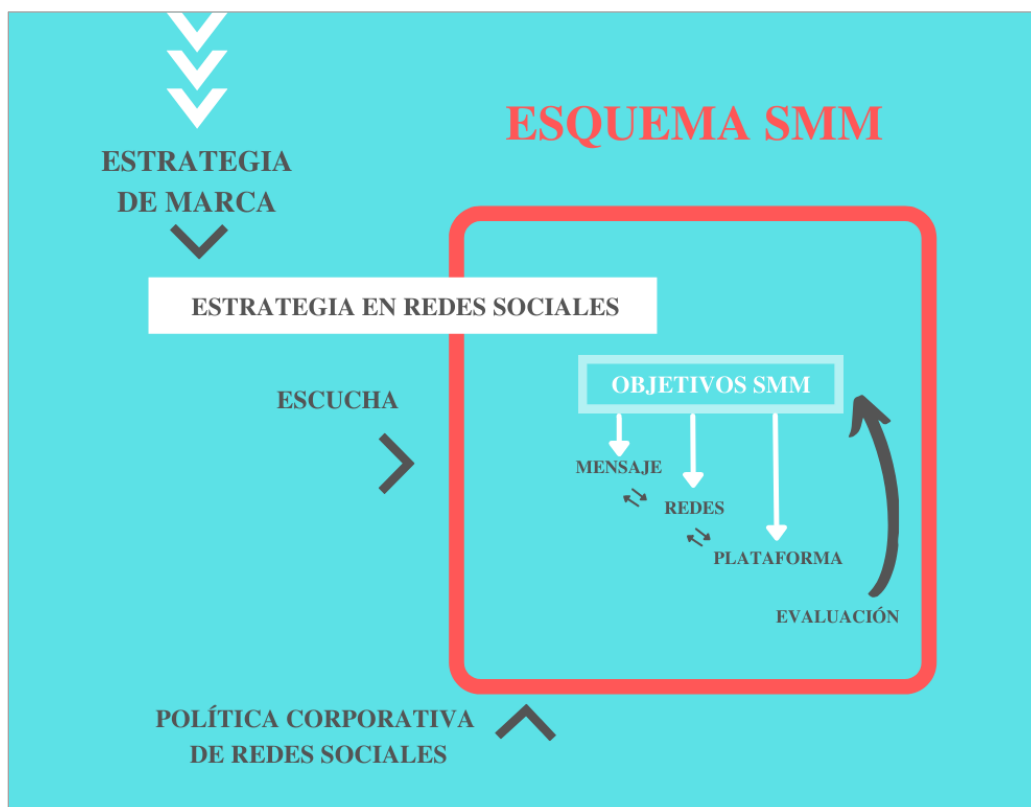 ESQUEMA SMM
ESTRATEGIA
DE MARCA
ESTRATEGIA EN REDES SOCIALES
OBJETIVOS SMM
ESCUCHA
MENSAJE
REDES
PLATAFORMA
EVALUACIÓN
POLÍTICA CORPORATIVA
DE REDES SOCIALES